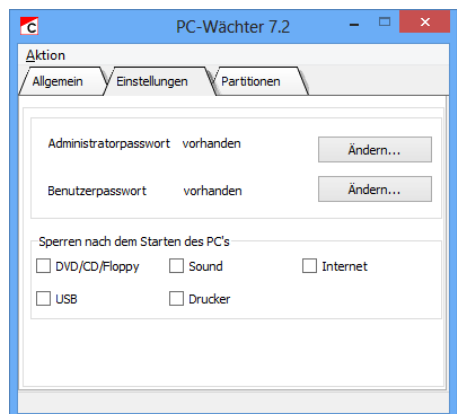 C PC-Wächter 7.2
Aktion
Allgemein Einstellungen Partitionen
Administratorpasswort vorhanden Ändern...
Benutzerpasswort vorhanden Ändern...
Sperren nach dem Starten des PC's
DVD/CD/Floppy Sound Internet
USB Drucker